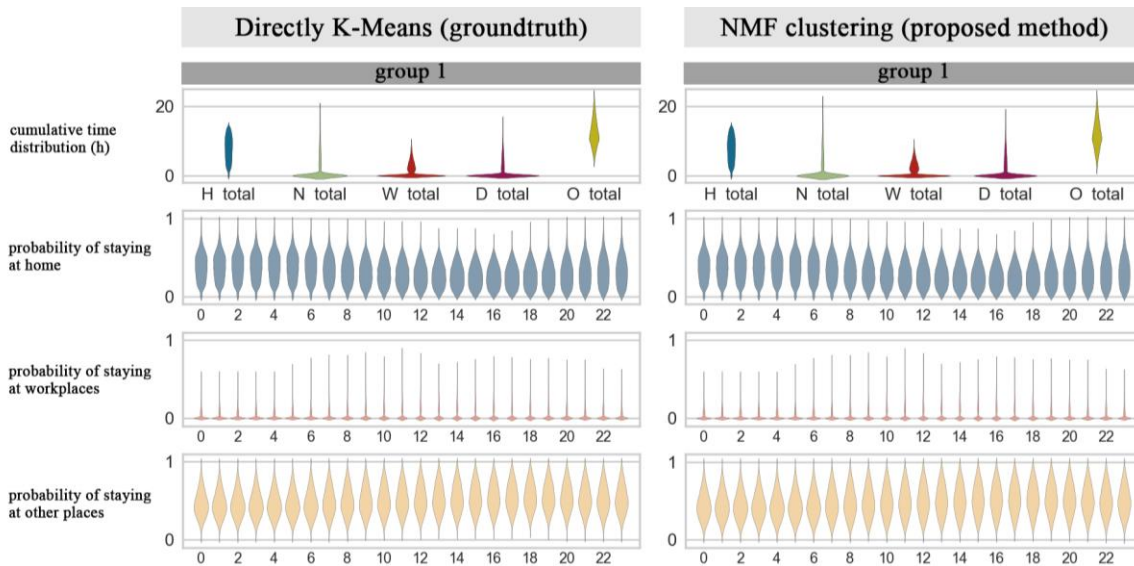 Directly K-Means (groundtruth)
NMF clustering (proposed method)
group 1
group 1
cumulative time
distribution (h)
20
0
H total N total W total D total O total
20
0
H total N total W total D total O total
probability of staying
at home
1
0
0 2 4 6 8 10 12 14 16 18 20 22
1
0
0 2 4 6 8 10 12 14 16 18 20 22
probability of staying
at workplaces
1
0
0 2 4 6 8 10 12 14 16 18 20 22
1
0
0 2 4 6 8 10 12 14 16 18 20 22
probability of staying
at other places
1
0
0 2 4 6 8 10 12 14 16 18 20 22
1
0
0 2 4 6 8 10 12 14 16 18 20 22